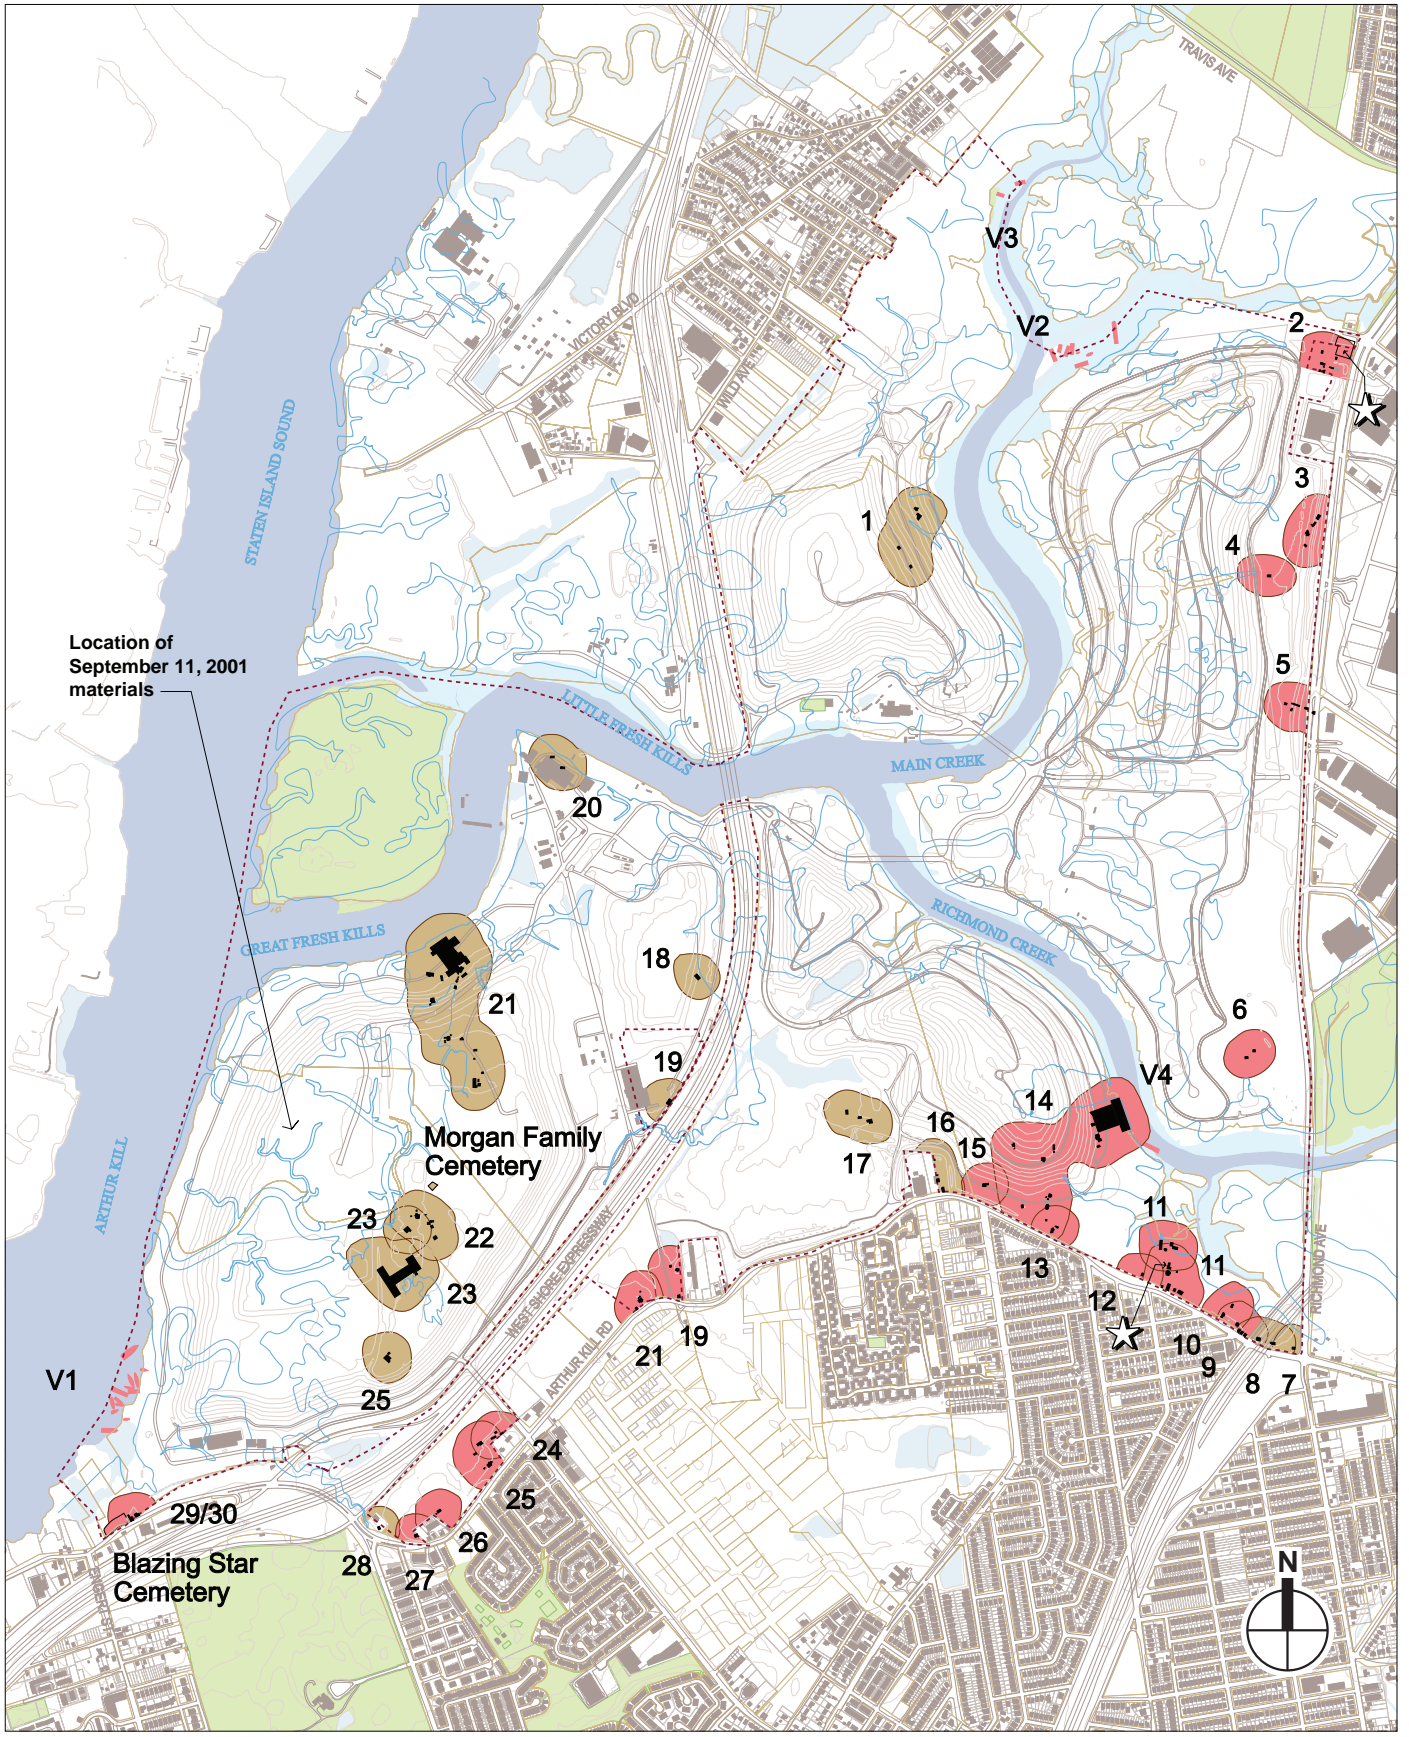 TRAVIS AVE
V3
VICTORY BLVD
V2
2
WILD AVE
STATEN ISLAND SOUND
3
1
4
Location of
September 11, 2001
materials
5
LITTLE FRESH KILLS
MAIN CREEK
20
RICHMOND CREEK
GREAT FRESH KILLS
18
21
6
19
V4
14
Morgan Family
Cemetery
16
15
17
ARTHUR KILL
23
22
11
WEST SHORE EXPRESSWAY
11
RICHMOND AVE
13
23
12
19
ARTHUR KILL RD
21
10
9
V1
25
8
7
24
25
29/30
26
Blazing Star
Cemetery
28
27
N